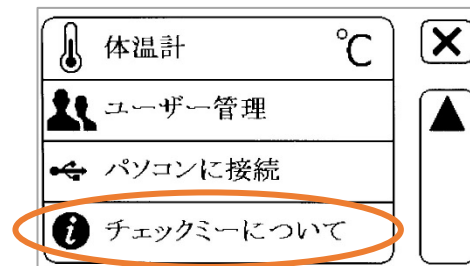 体温計 ℃
ユーザー管理
パソコンに接続
チェックミーについて